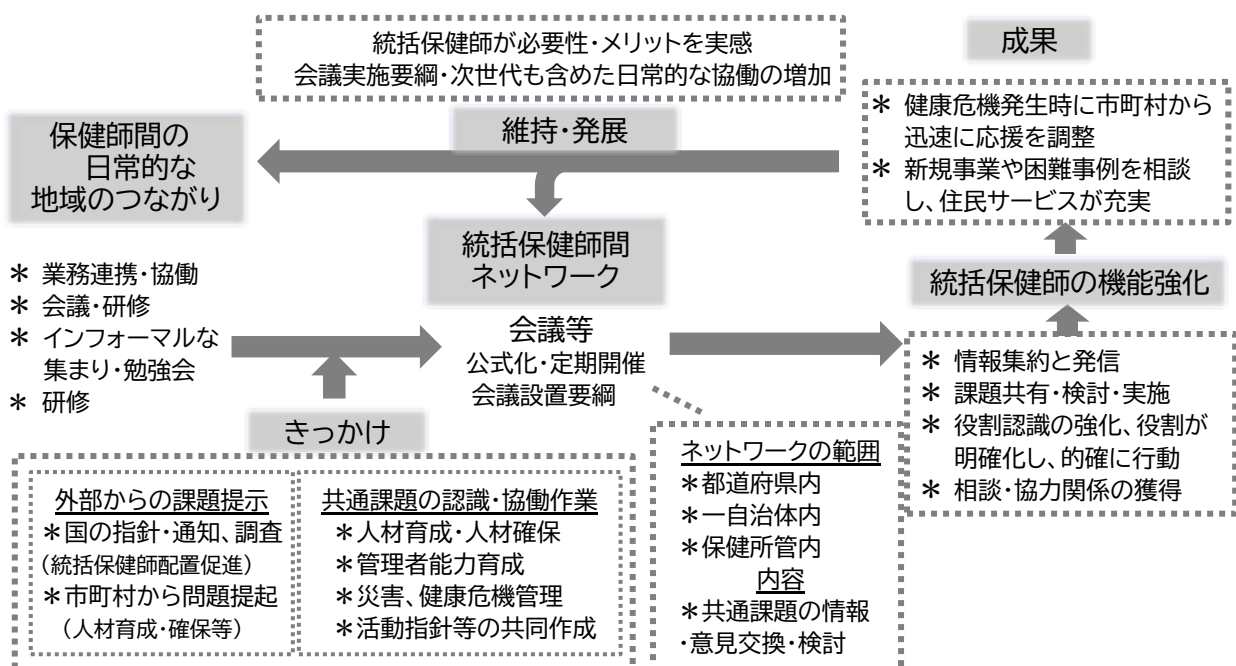 統括保健師が必要性・メリットを実感
会議実施要綱・次世代も含めた日常的な協働の増加
成果
＊ 健康危機発生時に市町村から
迅速に応援を調整
＊ 新規事業や困難事例を相談
し、住民サービスが充実
維持・発展
保健師間の
日常的な
地域のつながり
＊ 業務連携・協働
＊ 会議・研修
＊ インフォーマルな
集まり・勉強会
＊ 研修
統括保健師間
ネットワーク
会議等
公式化・定期開催
会議設置要綱
統括保健師の機能強化
＊ 情報集約と発信
＊ 課題共有・検討・実施
＊ 役割認識の強化、役割が
明確化し、的確に行動
＊ 相談・協力関係の獲得
きっかけ
外部からの課題提示
＊国の指針・通知、調査
(統括保健師配置促進)
＊市町村から問題提起
（人材育成・確保等）
共通課題の認識・協働作業
＊人材育成・人材確保
＊管理者能力育成
＊災害、健康危機管理
＊活動指針等の共同作成
ネットワークの範囲
＊都道府県内
＊一自治体内
＊保健所管内
内容
＊共通課題の情報
・意見交換・検討